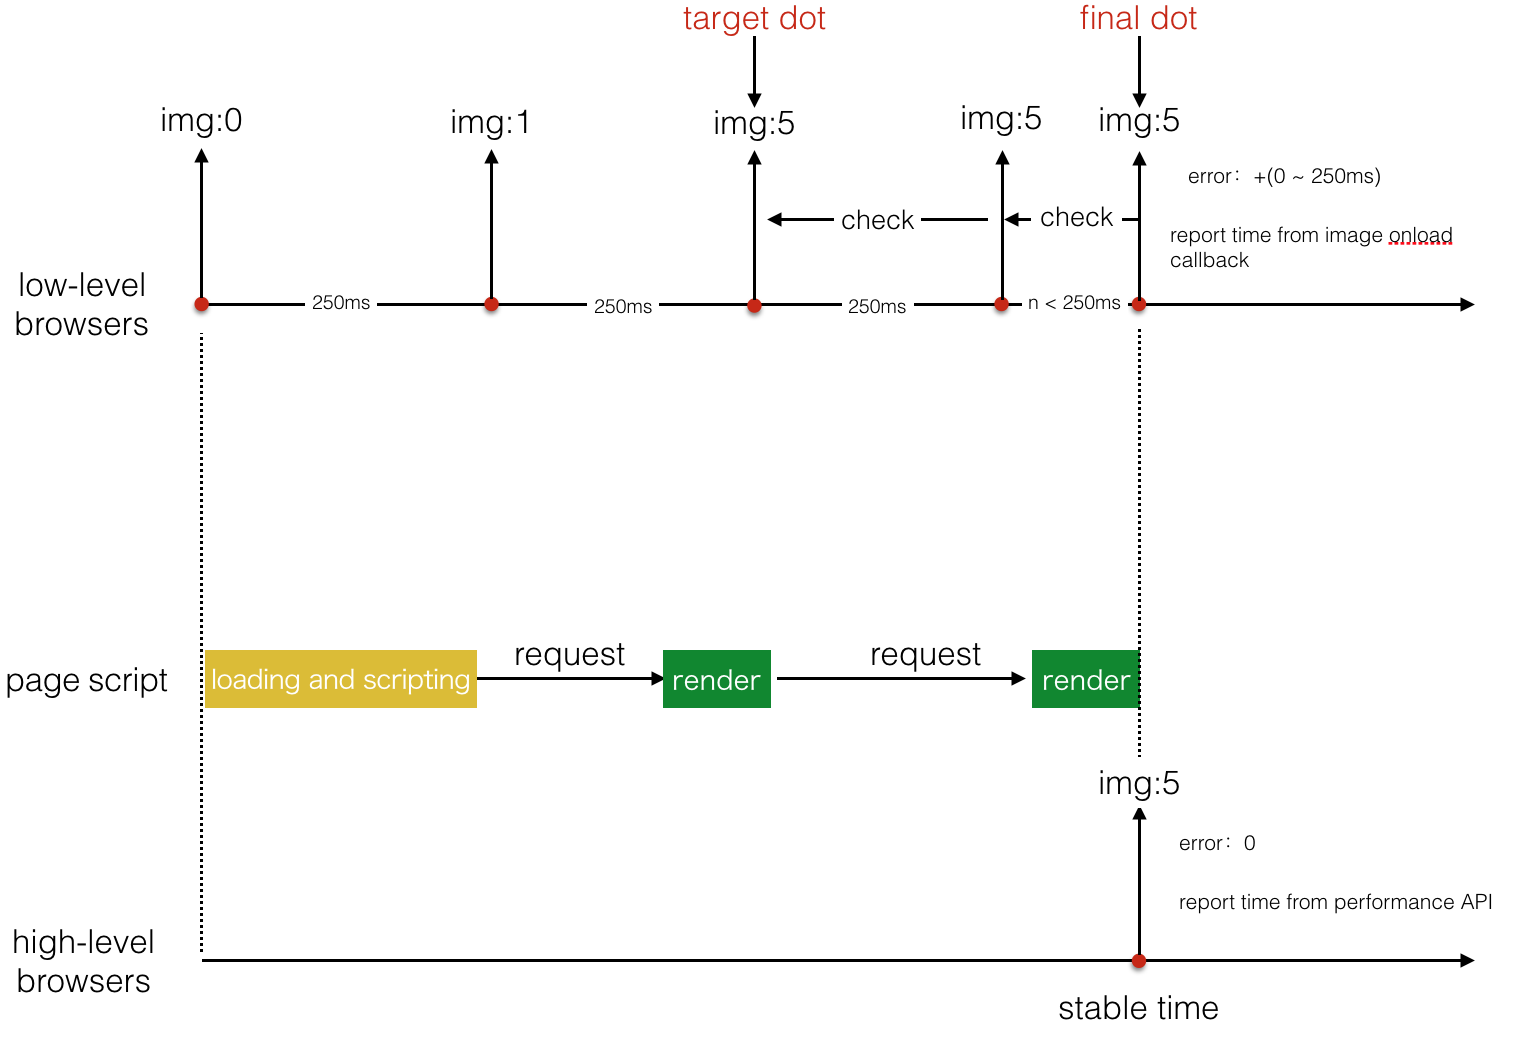 target dot
final dot
img:0
img:1
img:5
img:5
img:5
error： +(0 ~ 250ms)
check
check
report time from image onload
callback
low-level
browsers
250ms
250ms
250ms
n < 250ms
page script
loading and scripting
request
render
request
render
img:5
error： 0
report time from performance API
high-level
browsers
stable time